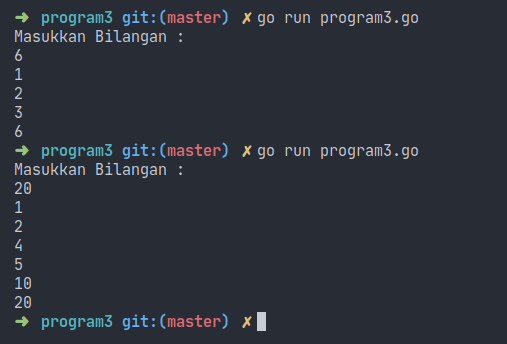 ➜ program3 git:(master) ✗ go run program3.go
Masukkan Bilangan :
6
1
2
3
6
➜ program3 git:(master) ✗ go run program3.go
Masukkan Bilangan :
20
1
2
4
5
10
20
➜ program3 git:(master) ✗